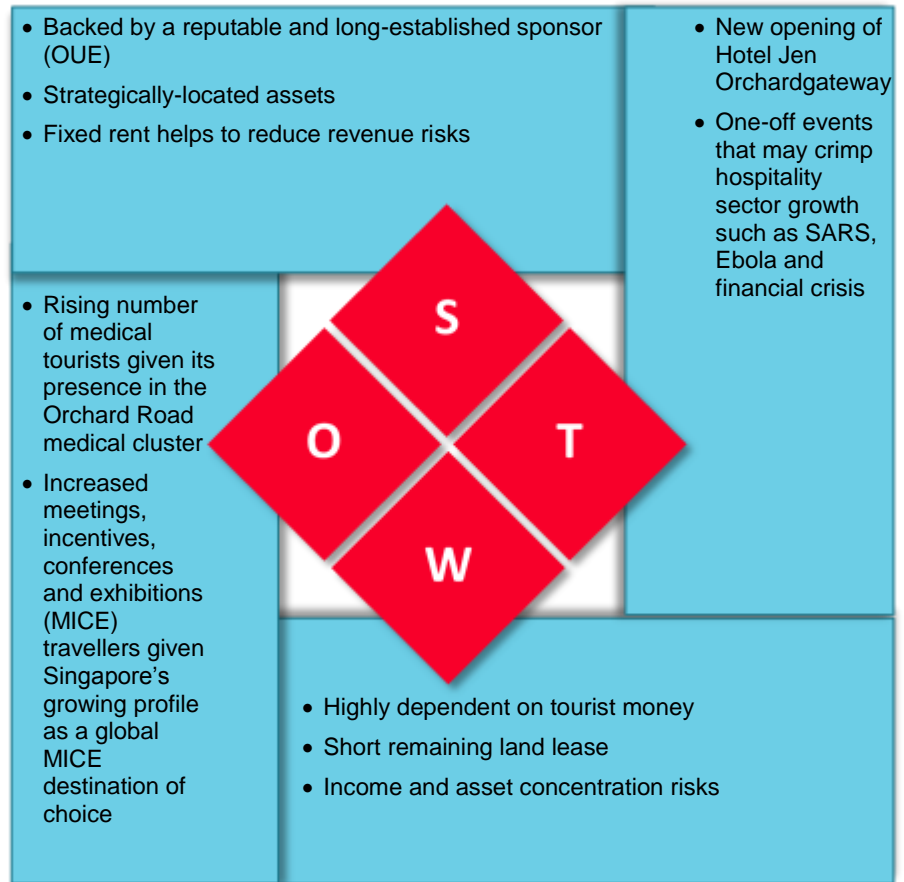 • Backed by a reputable and long-established sponsor
(OUE)
• Strategically-located assets
• Fixed rent helps to reduce revenue risks
• New opening of
Hotel Jen
Orchardgateway
• One-off events
that may crimp
hospitality
sector growth
such as SARS,
Ebola and
financial crisis
• Rising number
of medical
tourists given its
presence in the
Orchard Road
medical cluster
• Increased
meetings,
incentives,
conferences
and exhibitions
(MICE)
travellers given
Singapore’s
growing profile
as a global
MICE
destination of
choice
S
O
T
W
• Highly dependent on tourist money
• Short remaining land lease
• Income and asset concentration risks